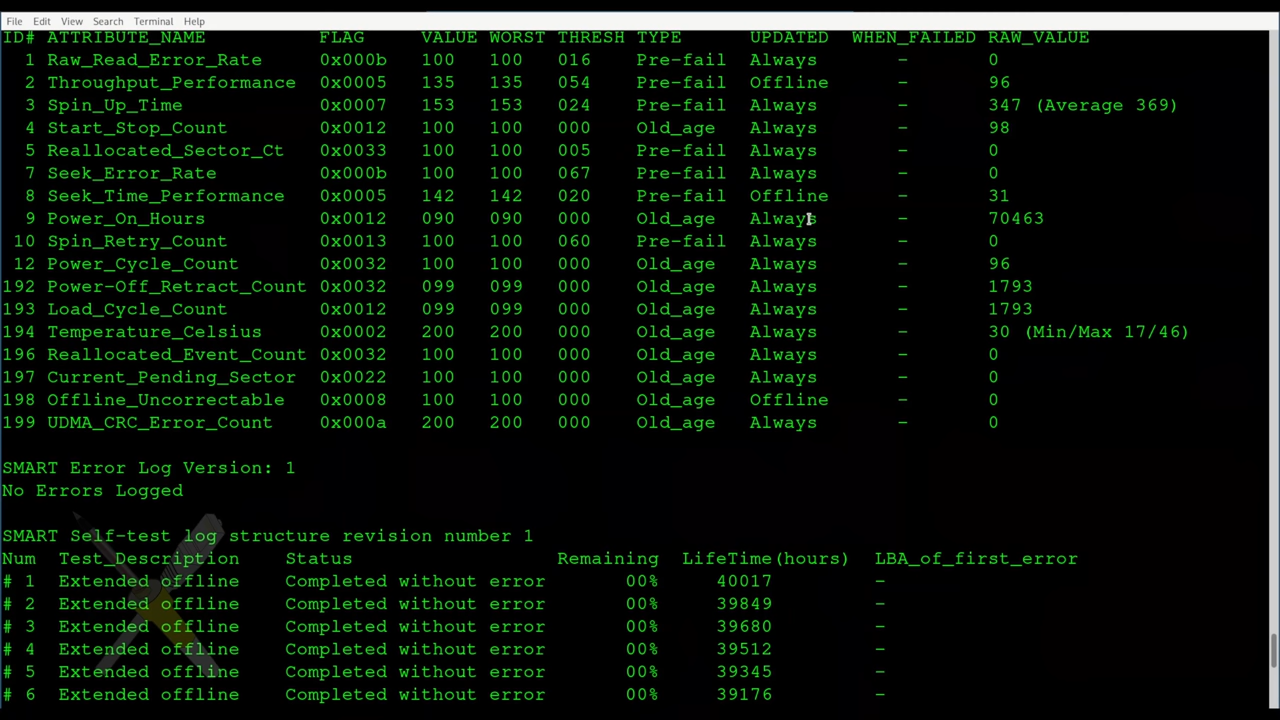 File Edit View Search Terminal Help
ID# ATTRIBUTE_NAME FLAG VALUE WORST THRESH TYPE UPDATED WHEN_FAILED RAW_VALUE
1 Raw_Read_Error_Rate 0x000b 100 100 016 Pre-fail Always - 0
2 Throughput_Performance 0x0005 135 135 054 Pre-fail Offline - 96
3 Spin_Up_Time 0x0007 153 153 024 Pre-fail Always - 347 (Average 369)
4 Start_Stop_Count 0x0012 100 100 000 Old_age Always - 98
5 Reallocated_Sector_Ct 0x0033 100 100 005 Pre-fail Always - 0
7 Seek_Error_Rate 0x000b 100 100 067 Pre-fail Always - 0
8 Seek_Time_Performance 0x0005 142 142 020 Pre-fail Offline - 31
9 Power_On_Hours 0x0012 090 090 000 Old_age Always - 70463
10 Spin_Retry_Count 0x0013 100 100 060 Pre-fail Always - 0
12 Power_Cycle_Count 0x0032 100 100 000 Old_age Always - 96
192 Power-Off_Retract_Count 0x0032 099 099 000 Old_age Always - 1793
193 Load_Cycle_Count 0x0012 099 099 000 Old_age Always - 1793
194 Temperature_Celsius 0x0002 200 200 000 Old_age Always - 30 (Min/Max 17/46)
196 Reallocated_Event_Count 0x0032 100 100 000 Old_age Always - 0
197 Current_Pending_Sector 0x0022 100 100 000 Old_age Always - 0
198 Offline_Uncorrectable 0x0008 100 100 000 Old_age Offline - 0
199 UDMA_CRC_Error_Count 0x000a 200 200 000 Old_age Always - 0
SMART Error Log Version: 1
No Errors Logged
SMART Self-test log structure revision number 1
Num Test_Description Status Remaining LifeTime(hours) LBA_of_first_error
# 1 Extended offline Completed without error 00% 40017 -
# 2 Extended offline Completed without error 00% 39849 -
# 3 Extended offline Completed without error 00% 39680 -
# 4 Extended offline Completed without error 00% 39512 -
# 5 Extended offline Completed without error 00% 39345 -
# 6 Extended offline Completed without error 00% 39176 -